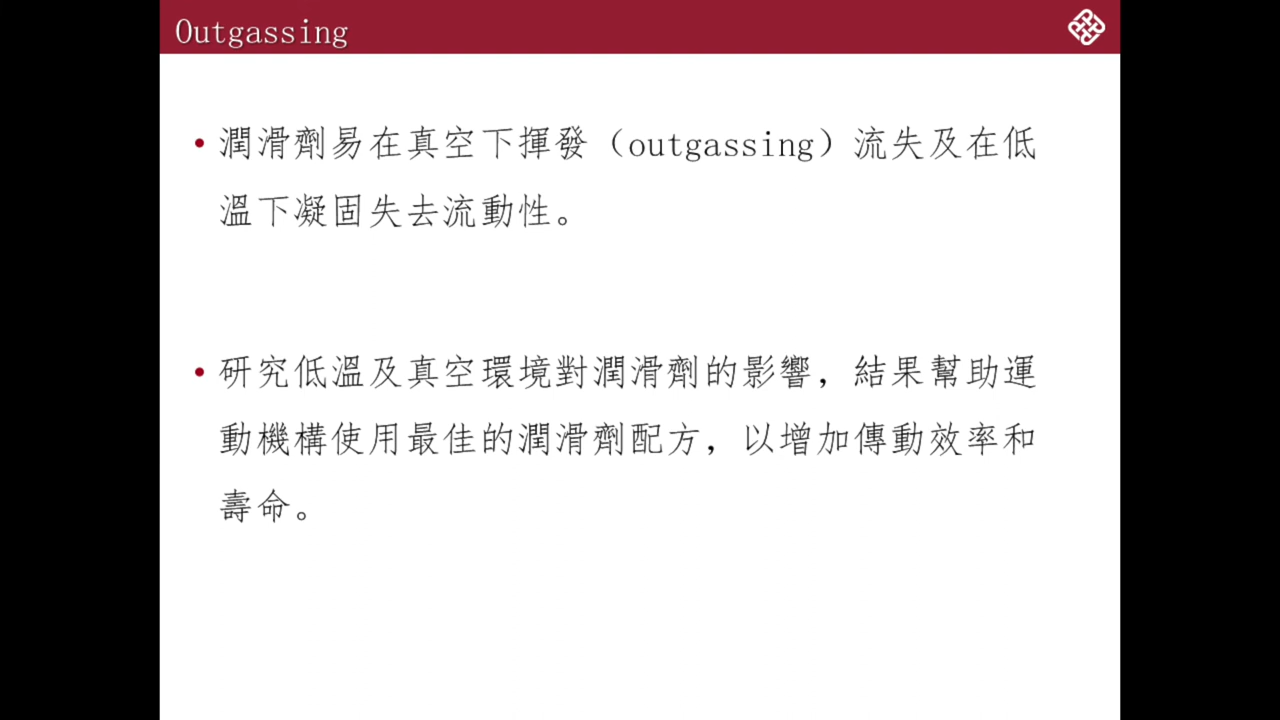 Outgassing
• 潤滑劑易在真空下揮發（outgassing）流失及在低
溫下凝固失去流動性。
• 研究低溫及真空環境對潤滑劑的影響，結果幫助運
動機構使用最佳的潤滑劑配方，以增加傳動效率和
壽命。